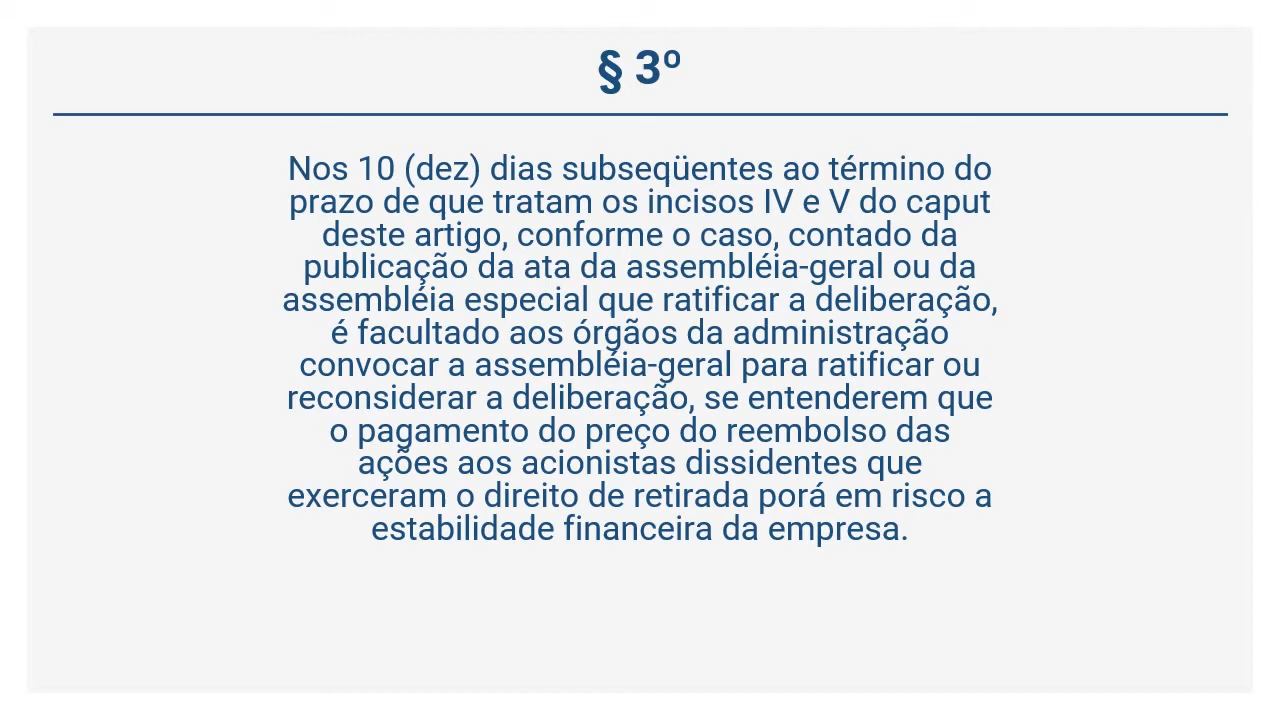 § 3º
Nos 10 (dez) dias subseqüentes ao término do
prazo de que tratam os incisos IV e V do caput
deste artigo, conforme o caso, contado da
publicação da ata da assembléia-geral ou da
assembléia especial que ratificar a deliberação,
é facultado aos órgãos da administração
convocar a assembléia-geral para ratificar ou
reconsiderar a deliberação, se entenderem que
o pagamento do preço do reembolso das
ações aos acionistas dissidentes que
exerceram o direito de retirada porá em risco a
estabilidade financeira da empresa.